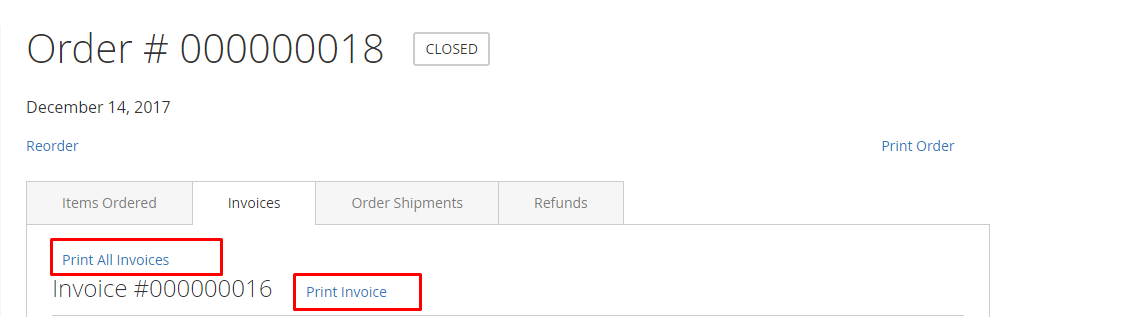 Order # 000000018 CLOSED
December 14, 2017
Reorder Print Order
Items Ordered Invoices Order Shipments Refunds
Print All Invoices
Invoice #000000016 Print Invoice